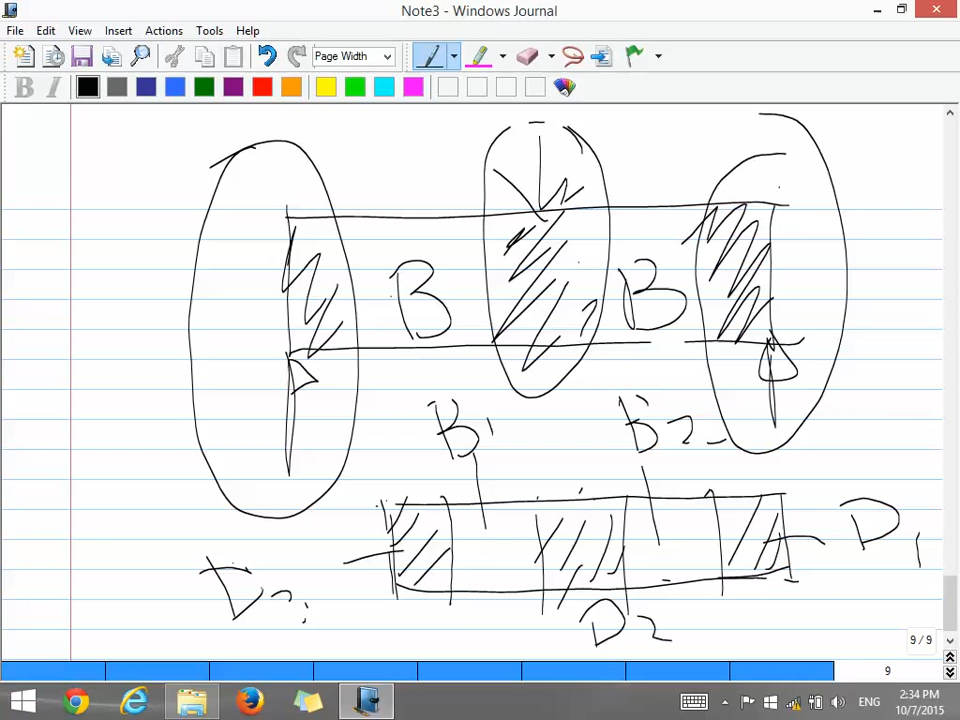 Note3 - Windows Journal
File Edit View Insert Actions Tools Help
Page Width
B I
B B
B1 B2
D1
D2
9 / 9
9
ENG 2:34 PM
10/7/2015